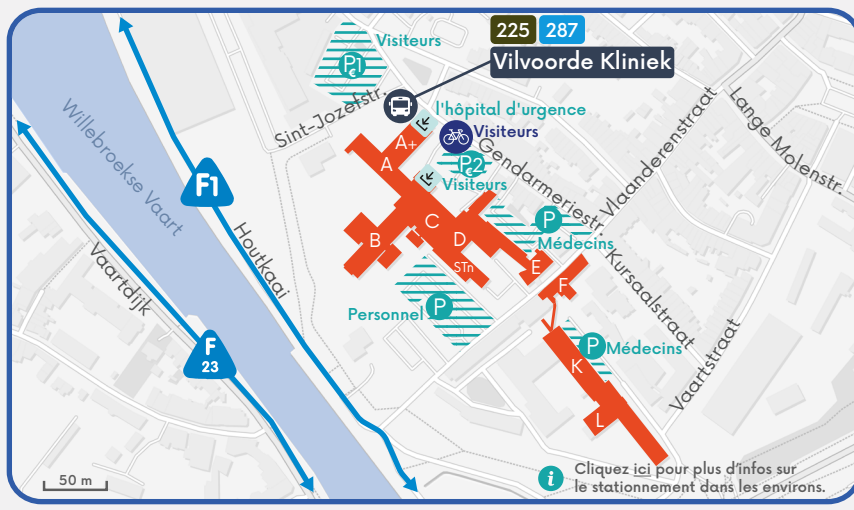 225 287
Vilvoorde Kliniek
Visiteurs
P1
€
Sint-Jozefstr.
l'hôpital d'urgence
Visiteurs
A+
A
P2
€
Visiteurs
Gendarmeriestr.
Vlaanderenstraat
Lange Molenstr.
Willebroekse Vaart
F1
Houtkaai
Vaartdijk
F
23
B
C
D
STn
E
F
P
Médecins
Kursaalstraat
Personnel
P
P
Médecins
K
L
Vaartstraat
50 m
i
Cliquez ici pour plus d'infos sur
le stationnement dans les environs.